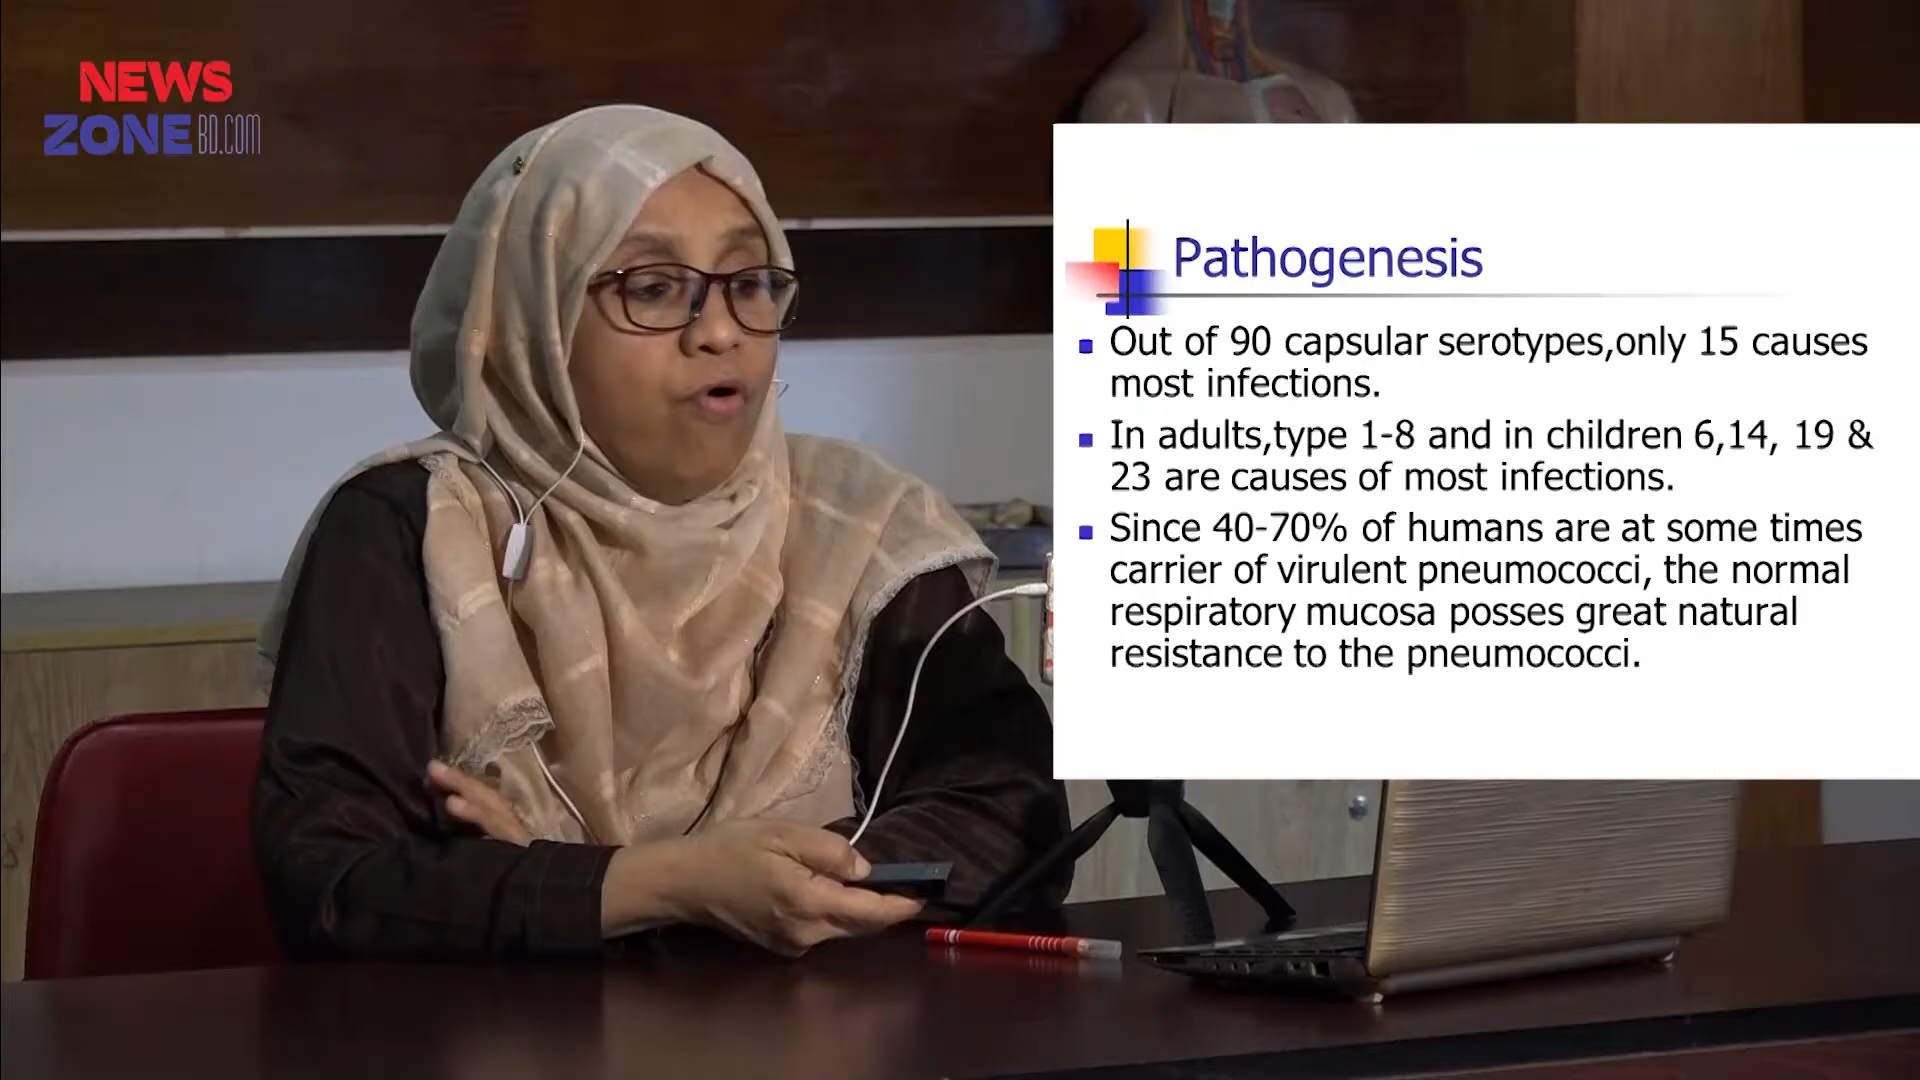 NEWS
ZONE BD.COM
Pathogenesis
Out of 90 capsular serotypes,only 15 causes
most infections.
In adults,type 1-8 and in children 6,14, 19 &
23 are causes of most infections.
Since 40-70% of humans are at some times
carrier of virulent pneumococci, the normal
respiratory mucosa posses great natural
resistance to the pneumococci.